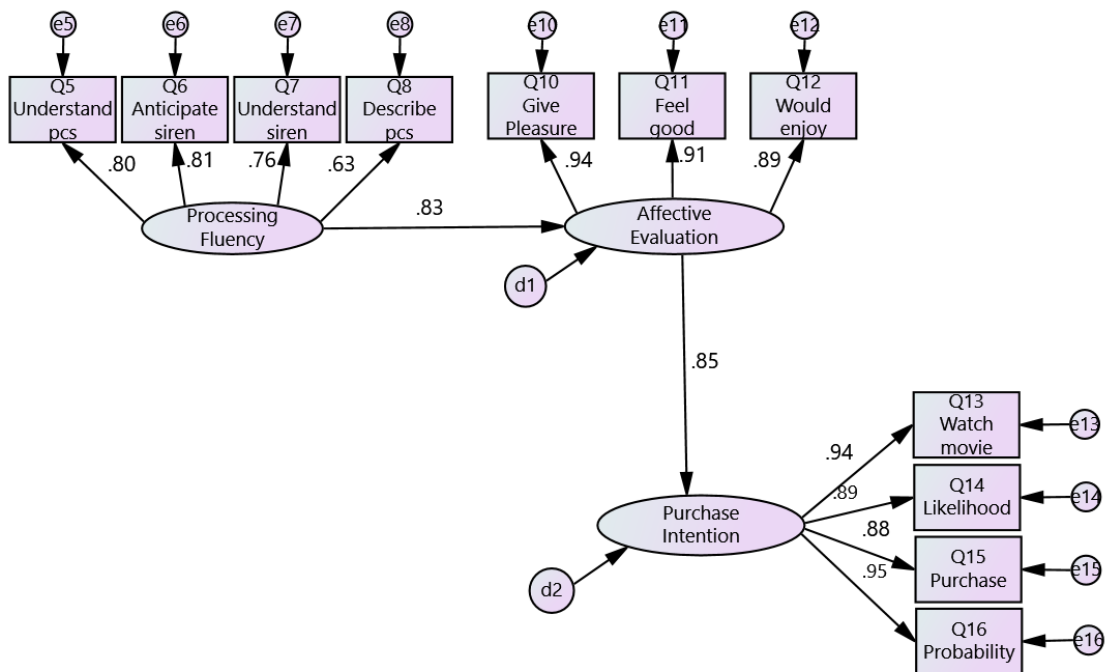 e5
e6
e7
e8
e10
e11
e12
Q5
Understand
pcs
Q6
Anticipate
siren
Q7
Understand
siren
Q8
Describe
pcs
Q10
Give
Pleasure
Q11
Feel
good
Q12
Would
enjoy
.80
.81
.76
.63
.94
.91
.89
Processing
Fluency
.83
Affective
Evaluation
d1
.85
Q13
Watch
movie
e13
.94
Q14
Likelihood
e14
.89
Purchase
Intention
.88
Q15
Purchase
e15
.95
d2
Q16
Probability
e16